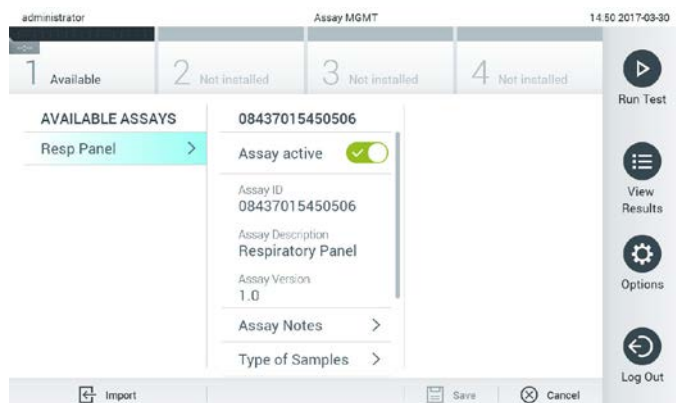 administrator Assay MGMT 14:50 2017-03-30
1 Available 2 Not installed 3 Not installed 4 Not installed
Run Test
AVAILABLE ASSAYS
Resp Panel
08437015450506
Assay active
Assay ID
08437015450506
Assay Description
Respiratory Panel
Assay Version
1.0
Assay Notes
Type of Samples
View
Results
Options
Log Out
Import Save Cancel